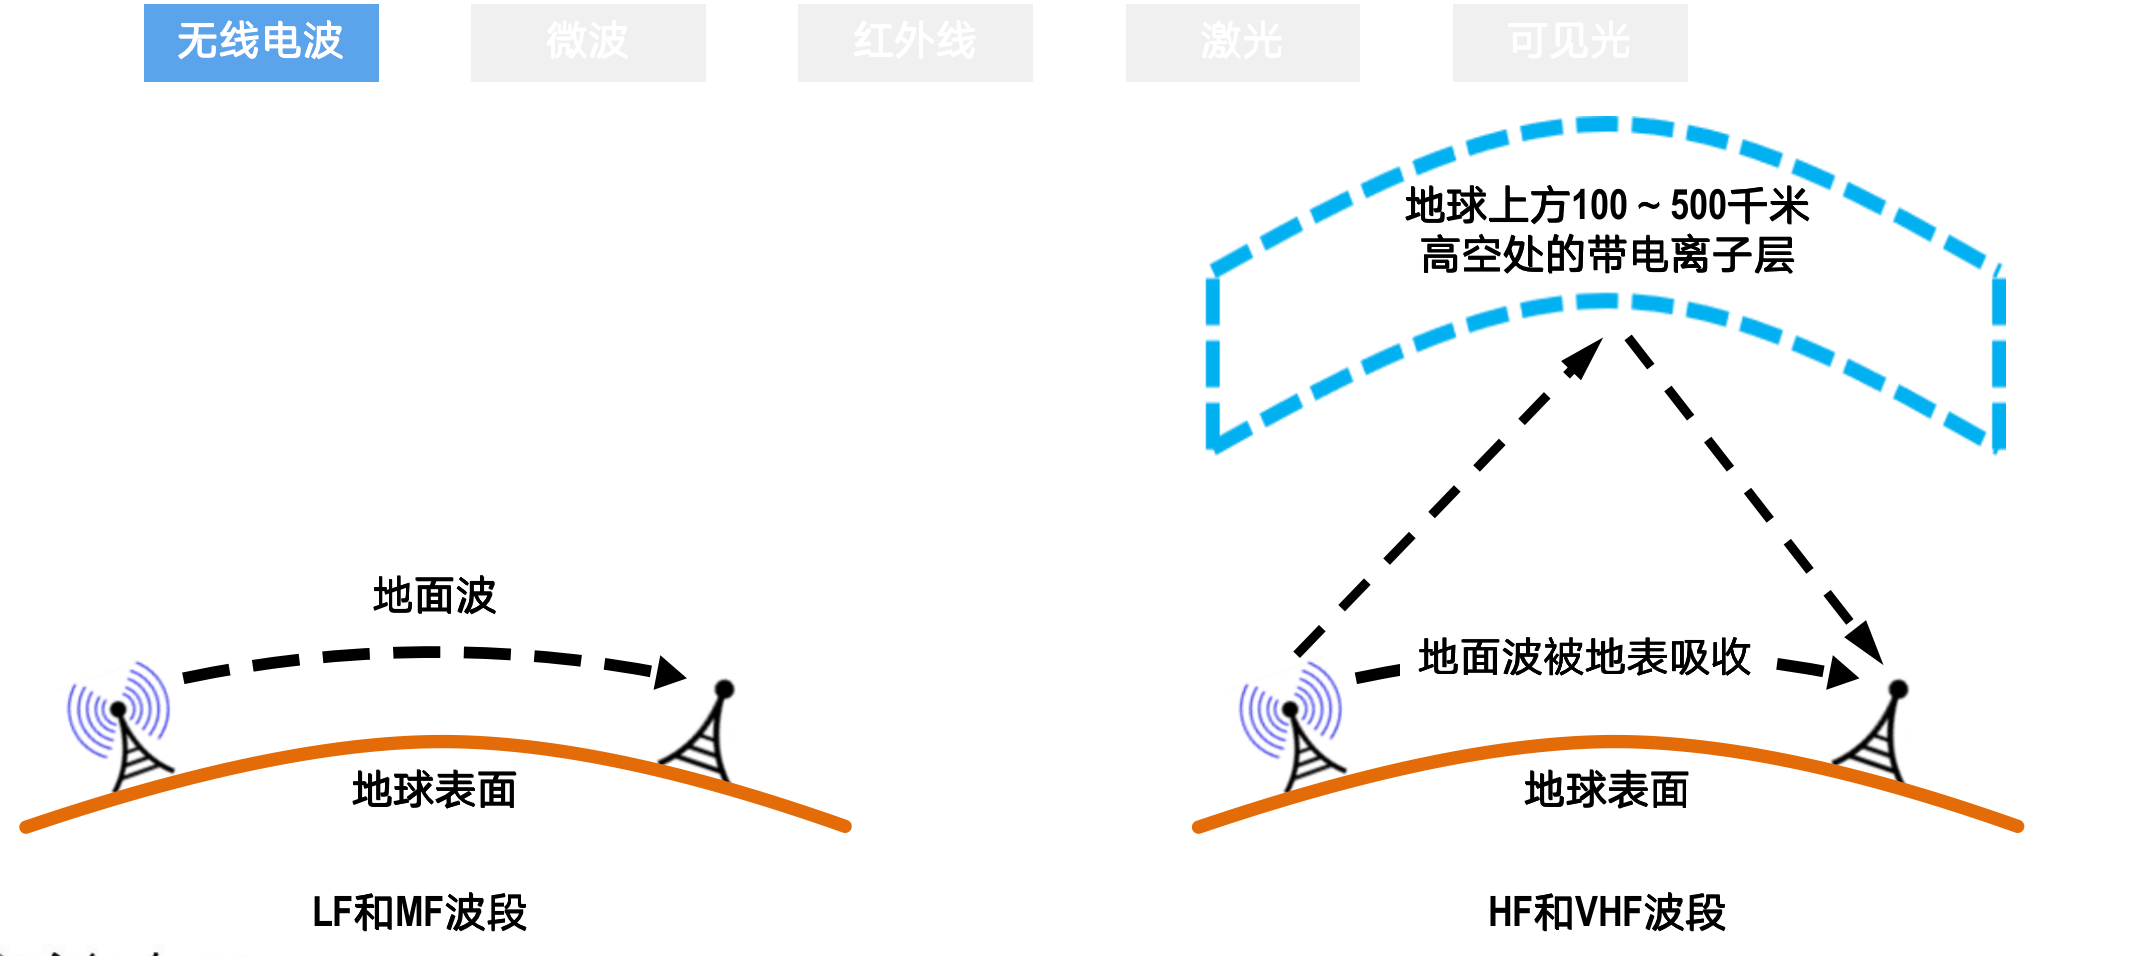 无线电波
微波
红外线
激光
可见光
地球上方100 ~ 500千米
高空处的带电离子层
地面波
地面波被地表吸收
地球表面
地球表面
LF和MF波段
HF和VHF波段